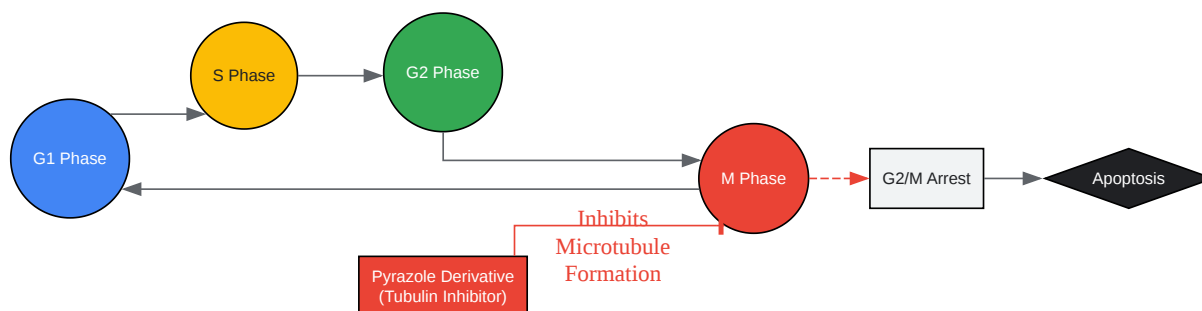 G1 Phase
S Phase
G2 Phase
M Phase
G2/M Arrest
Apoptosis
Inhibits
Microtubule
Formation
Pyrazole Derivative
(Tubulin Inhibitor)